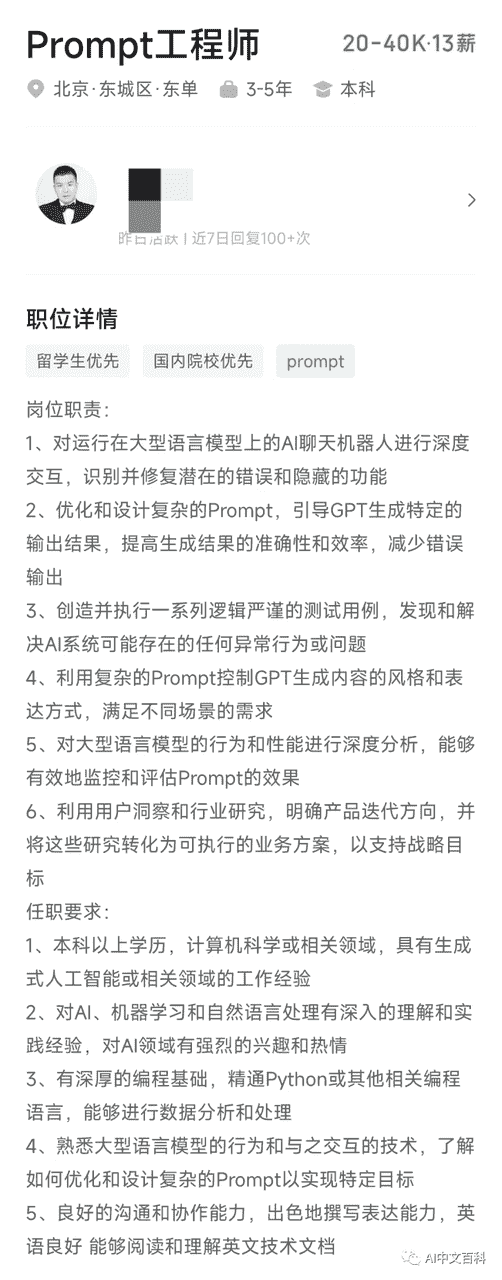 Prompt工程师
20-40K·13薪
北京·东城区·东单 3-5年 本科
昨日活跃 | 近7日回复100+次
职位详情
留学生优先 国内院校优先 prompt
岗位职责：
1、对运行在大型语言模型上的AI聊天机器人进行深度
交互，识别并修复潜在的错误和隐藏的功能
2、优化和设计复杂的Prompt，引导GPT生成特定的
输出结果，提高生成结果的准确性和效率，减少错误
输出
3、创造并执行一系列逻辑严谨的测试用例，发现和解
决AI系统可能存在的任何异常行为或问题
4、利用复杂的Prompt控制GPT生成内容的风格和表
达方式，满足不同场景的需求
5、对大型语言模型的行为和性能进行深度分析，能够
有效地监控和评估Prompt的效果
6、利用用户洞察和行业研究，明确产品迭代方向，并
将这些研究转化为可执行的业务方案，以支持战略目
标
任职要求：
1、本科以上学历，计算机科学或相关领域，具有生成
式人工智能或相关领域的工作经验
2、对AI、机器学习和自然语言处理有深入的理解和实
践经验，对AI领域有强烈的兴趣和热情
3、有深厚的编程基础，精通Python或其他相关编程
语言，能够进行数据分析和处理
4、熟悉大型语言模型的行为和与之交互的技术，了解
如何优化和设计复杂的Prompt以实现特定目标
5、良好的沟通和协作能力，出色地撰写表达能力，英
语良好 能够阅读和理解英文技术文档
AI中文百科